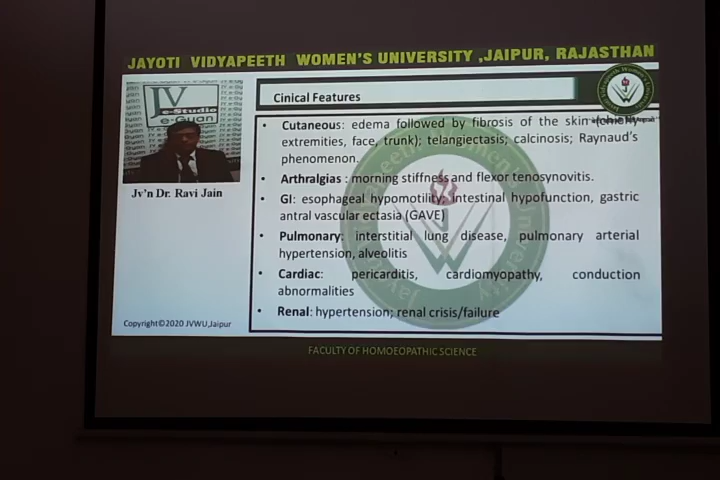 JAYOTI VIDYAPEETH WOMEN'S UNIVERSITY ,JAIPUR, RAJASTHAN
JV
e-Studio
e-Gyan
Jv'n Dr. Ravi Jain
Cinical Features
• Cutaneous: edema followed by fibrosis of the skin
extremities, face, trunk); telangiectasis; calcinosis; Raynaud's
phenomenon.
• Arthralgias : morning stiffness and flexor tenosynovitis.
• GI: esophageal hypomotility; intestinal hypofunction, gastric
antral vascular ectasia (GAVE)
• Pulmonary: interstitial lung disease, pulmonary arterial
hypertension, alveolitis
• Cardiac: pericarditis, cardiomyopathy, conduction
abnormalities
• Renal: hypertension; renal crisis/failure
Copyright©2020 JVWU,Jaipur
FACULTY OF HOMOEOPATHIC SCIENCE